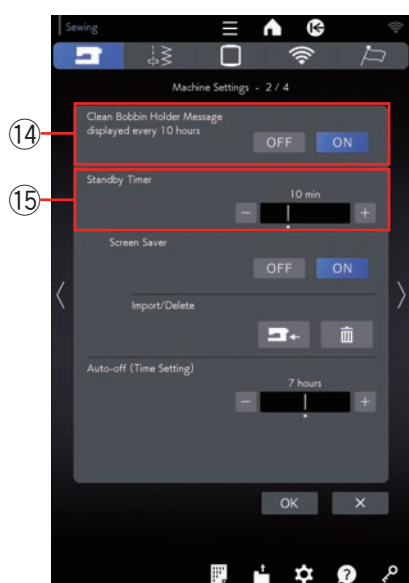 Sewing
Machine Settings - 2 / 4
⑭
Clean Bobbin Holder Message
displayed every 10 hours
OFF ON
⑮
Standby Timer
10 min
− +
Screen Saver
OFF ON
Import/Delete
Auto-off (Time Setting)
7 hours
− +
OK ×
?